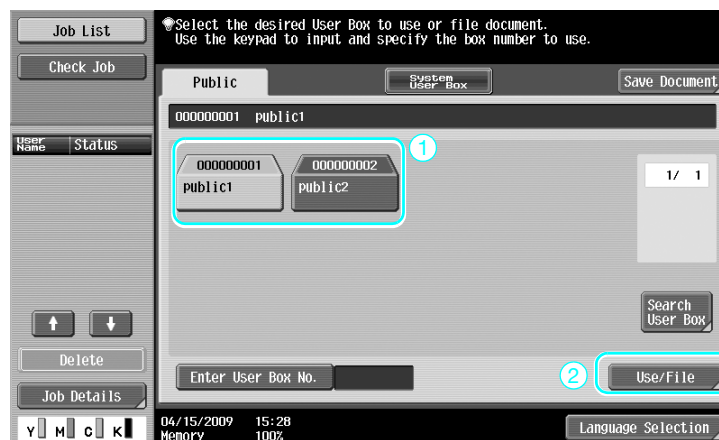 Job List
Check Job
User Name
Status
Delete
Job Details
Y M C K
Select the desired User Box to use or file document.
Use the keypad to input and specify the box number to use.
Public
System User Box
Save Document
000000001 public1
1
000000001
public1
000000002
public2
1/ 1
Search
User Box
Enter User Box No.
2
Use/File
04/15/2009 15:28
Memory 100%
Language Selection